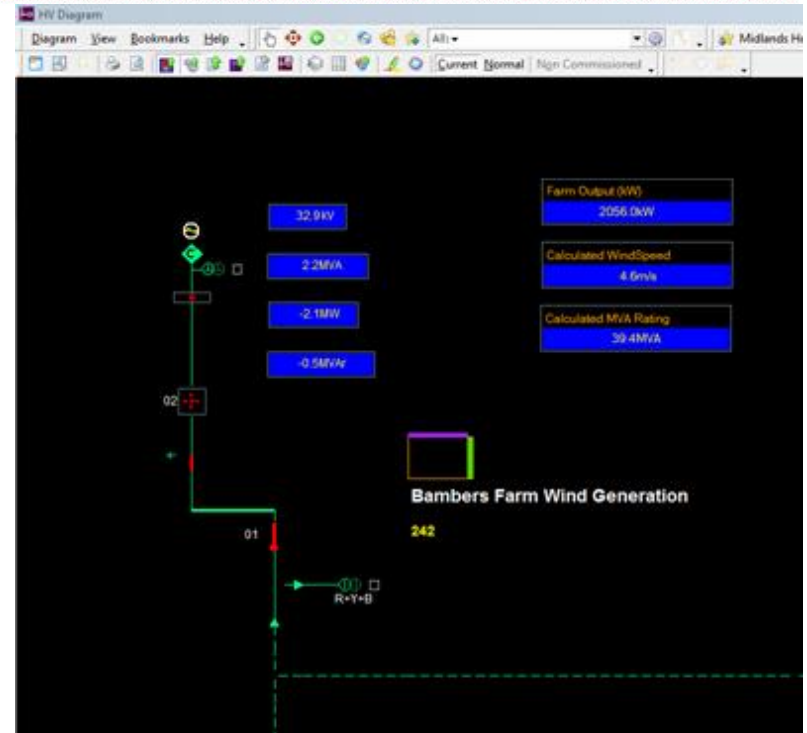 HV Diagram
Diagram View Bookmarks Help All:
Midlands
Current Normal Non Commissioned
Farm Output (kW)
2056.0kW
32.9kV
Calculated WindSpeed
4.6m/s
2.2MVA
-2.1MW
Calculated MVA Rating
39.4MVA
-0.5MVAr
02
Bambers Farm Wind Generation
242
01
R+Y+B